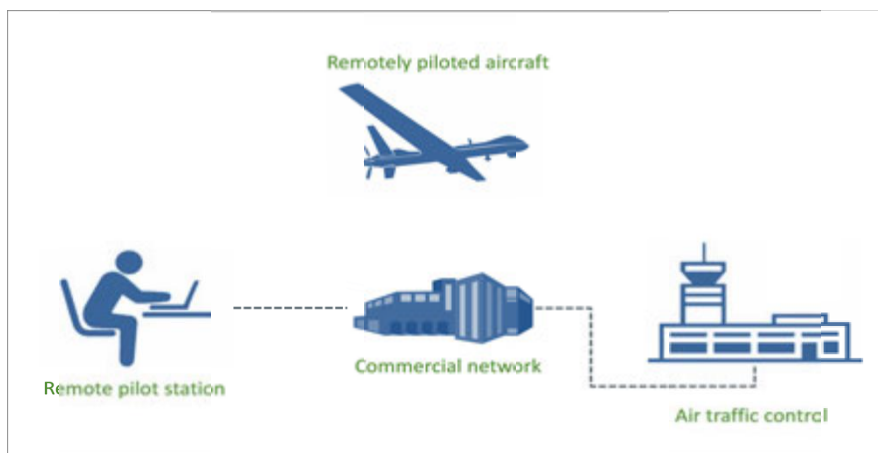 Remotely piloted aircraft
Commercial network
Remote pilot station
Air traffic control